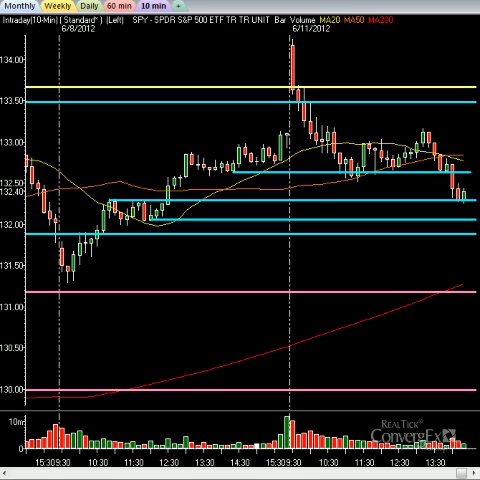 Monthly Weekly Daily 60 min 10 min +
Intraday(10-Min) (Standard* ) (Left) SPY - SPDR S&P 500 ETF TR TR UNIT Bar Volume MA20 MA50 MA200
6/8/2012 6/11/2012
134.00
133.50
133.00
132.50
132.40
132.00
131.50
131.00
130.50
130.00
10m
REALTICK®
ConvergEx
15:30 9:30 10:30 11:30 12:30 13:30 14:30 15:30 9:30 10:30 11:30 12:30 13:30